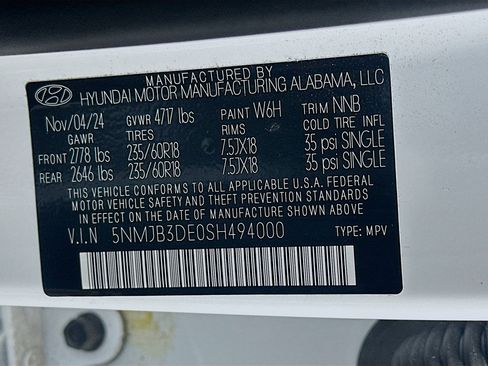 MANUFACTURED BY
HYUNDAI MOTOR MANUFACTURING ALABAMA, LLC
Nov/04/24 GVWR 4717 lbs PAINT W6H TRIM NNB
GAWR TIRES RIMS COLD TIRE INFL
FRONT 2778 lbs 235/60R18 7.5JX18 35 psi SINGLE
REAR 2646 lbs 235/60R18 7.5JX18 35 psi SINGLE
THIS VEHICLE CONFORMS TO ALL APPLICABLE U.S.A. FEDERAL
MOTOR VEHICLE SAFETY AND THEFT PREVENTION STANDARDS
IN EFFECT ON THE DATE OF MANUFACTURE SHOWN ABOVE.
V.I.N 5NMJB3DE0SH494000 TYPE: MPV